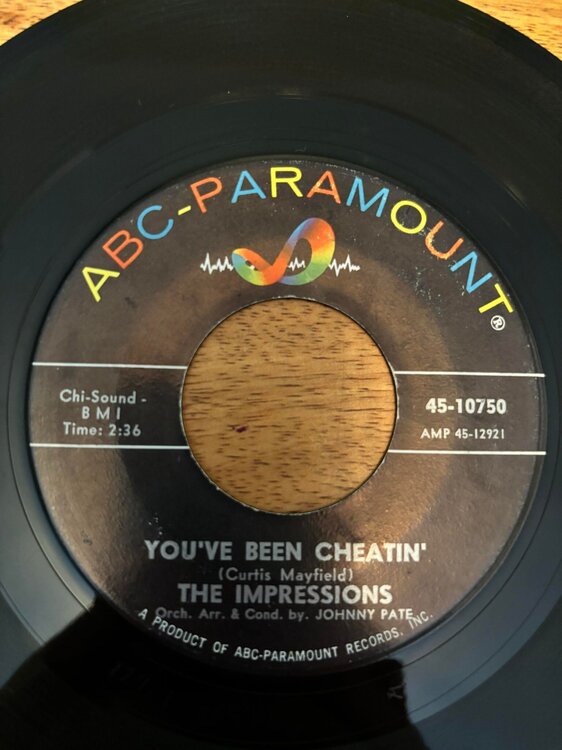 ABC-PARAMOUNT®
Chi-Sound -
BMI
Time: 2:36
45-10750
AMP 45-12921
YOU'VE BEEN CHEATIN'
(Curtis Mayfield)
THE IMPRESSIONS
Orch. Arr. & Cond. by. JOHNNY PATE
A PRODUCT OF ABC-PARAMOUNT RECORDS, INC.